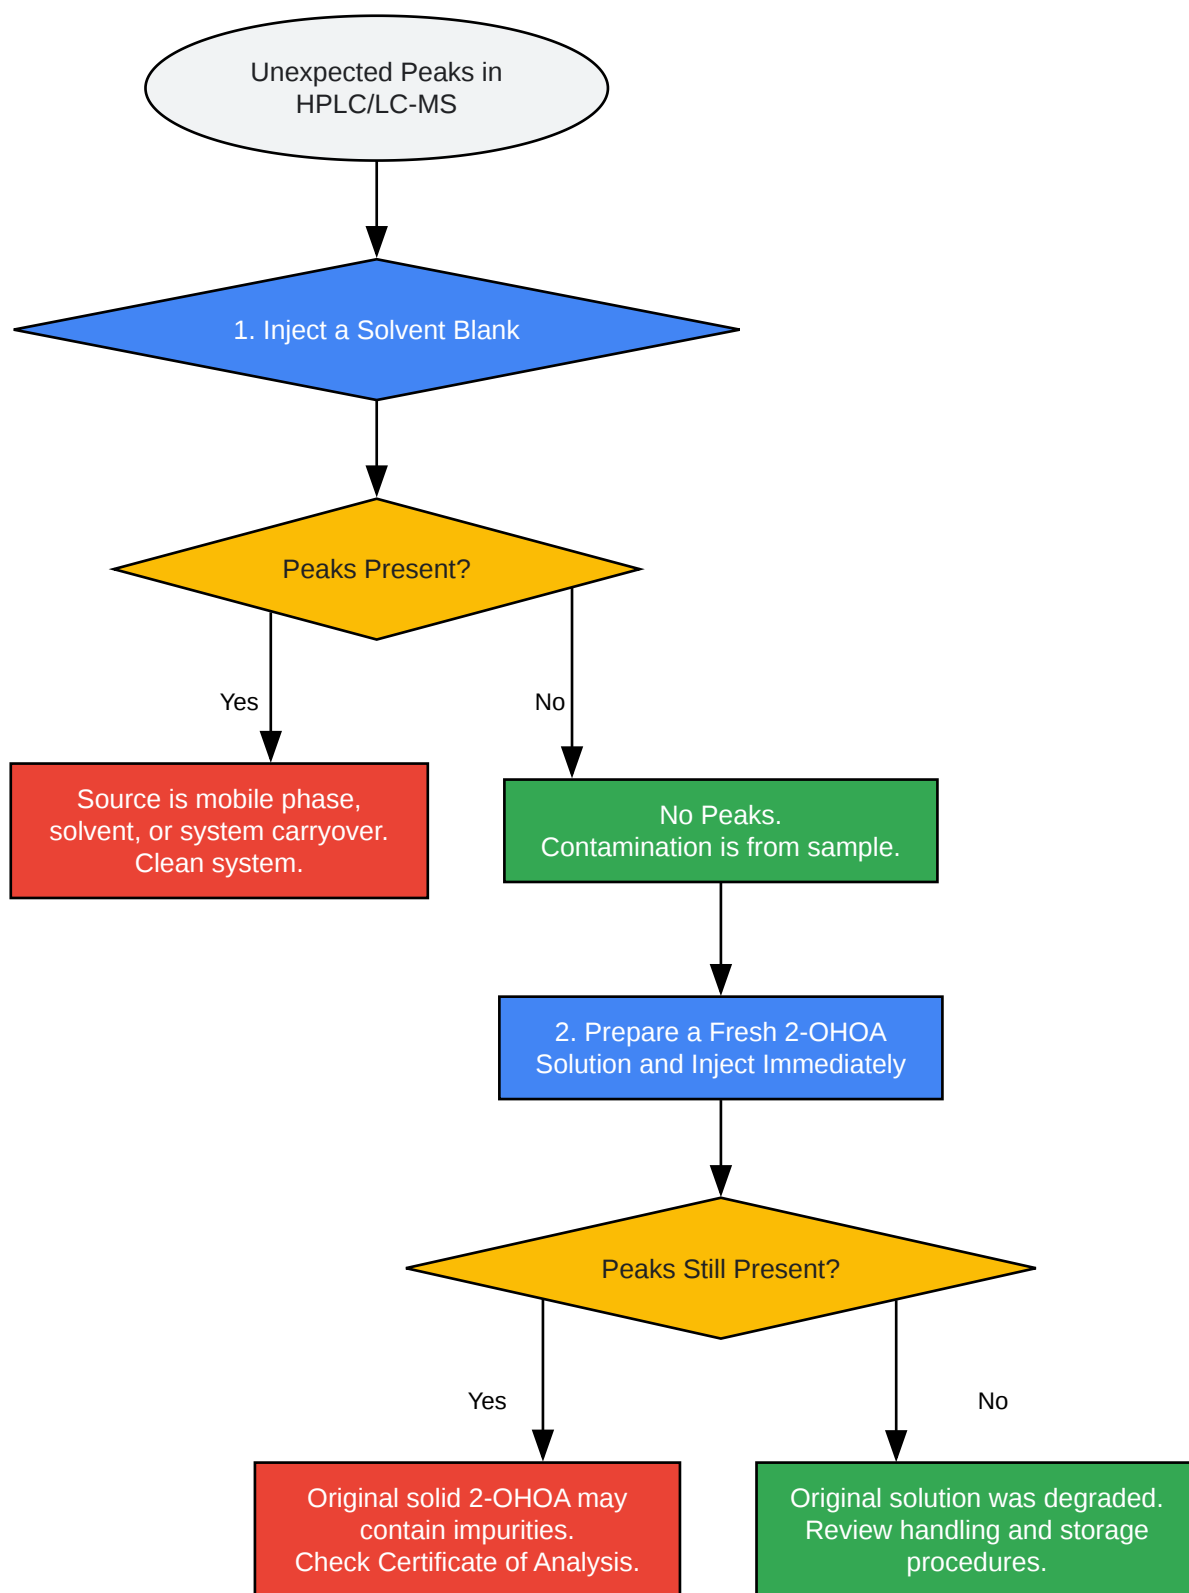 Unexpected Peaks in
HPLC/LC-MS
1. Inject a Solvent Blank
Peaks Present?
Yes
No
Source is mobile phase,
solvent, or system carryover.
Clean system.
No Peaks.
Contamination is from sample.
2. Prepare a Fresh 2-OHOA
Solution and Inject Immediately
Peaks Still Present?
Yes
No
Original solid 2-OHOA may
contain impurities.
Check Certificate of Analysis.
Original solution was degraded.
Review handling and storage
procedures.